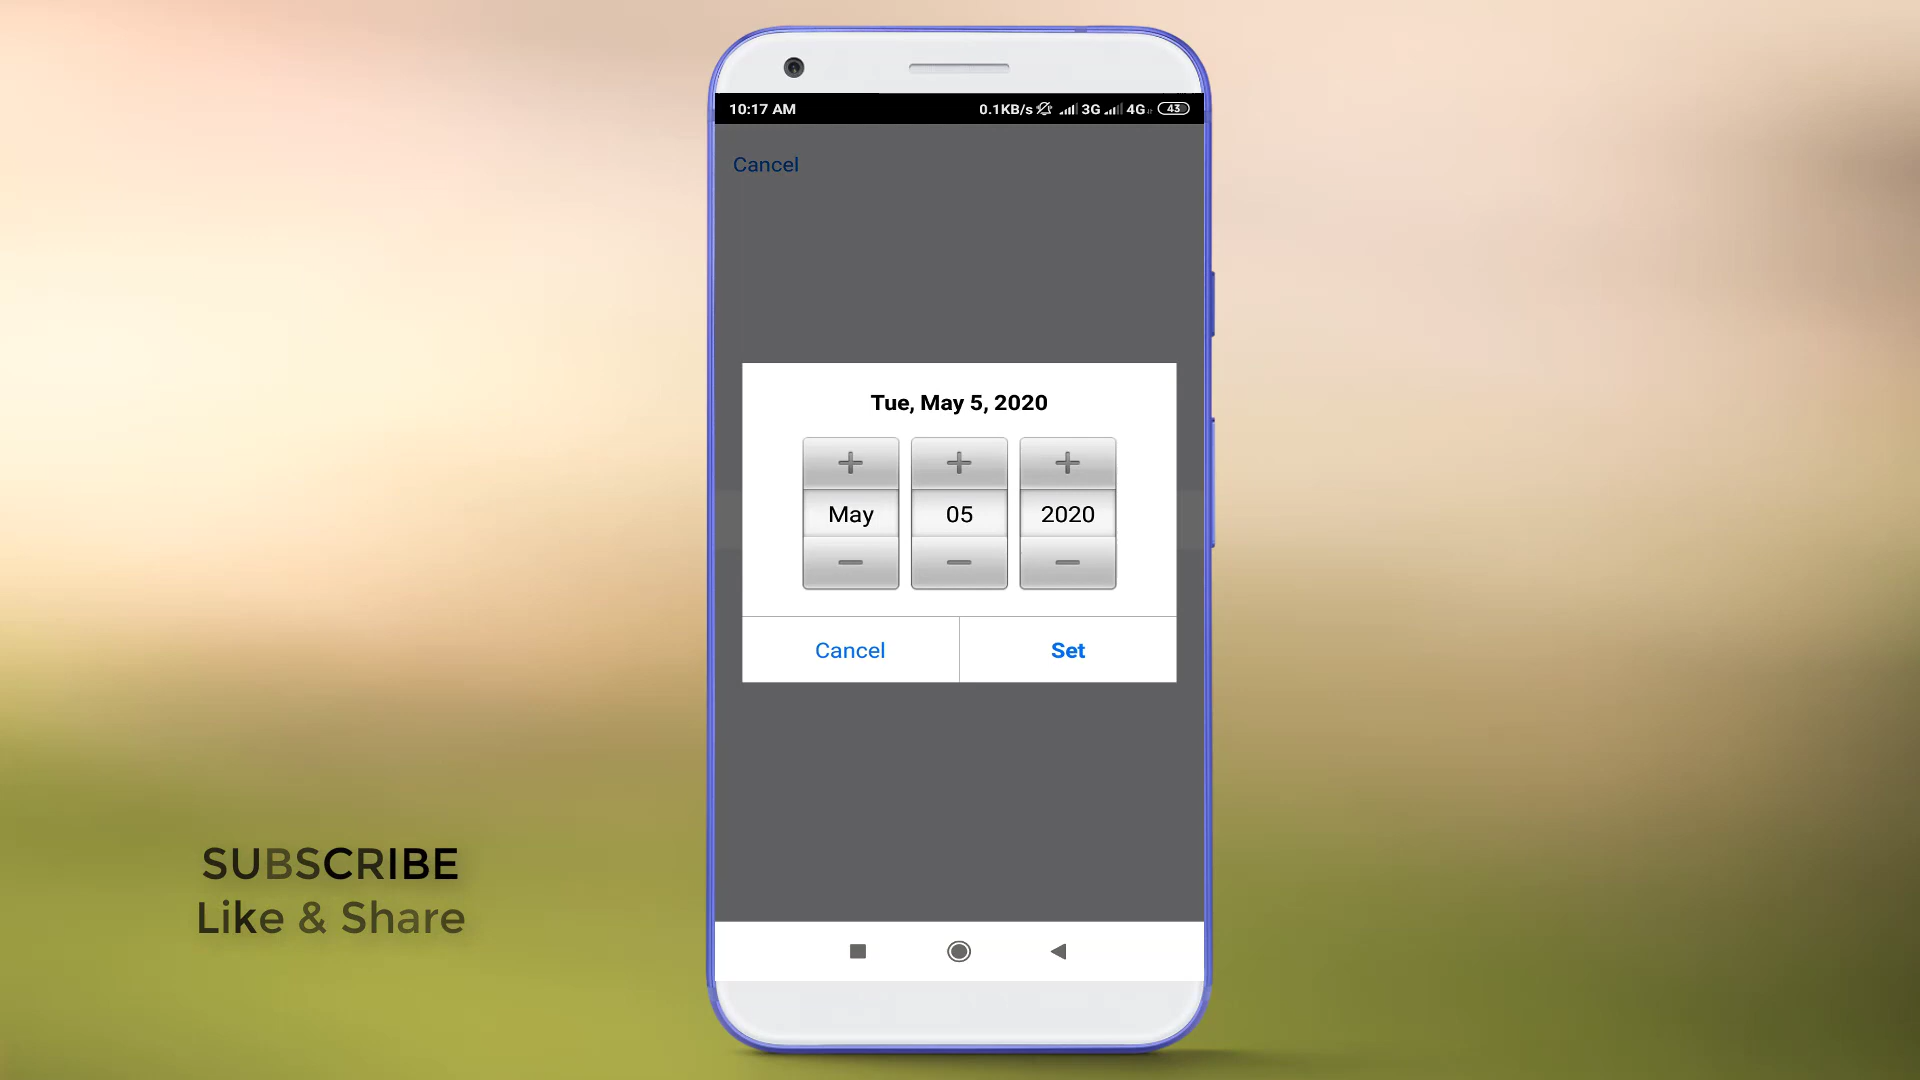 10:17 AM 0.1KB/s 3G 4G 43
Cancel
Tue, May 5, 2020
+ + +
May 05 2020
− − −
Cancel Set
SUBSCRIBE
Like & Share